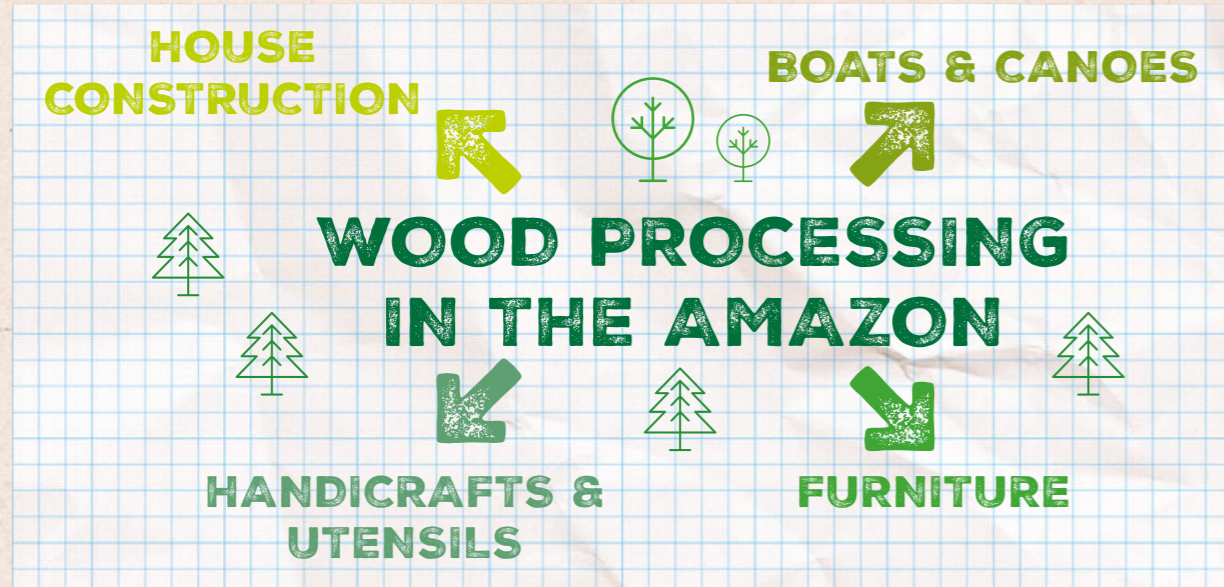 HOUSE
CONSTRUCTION
BOATS & CANOES
WOOD PROCESSING
IN THE AMAZON
HANDICRAFTS &
UTENSILS
FURNITURE